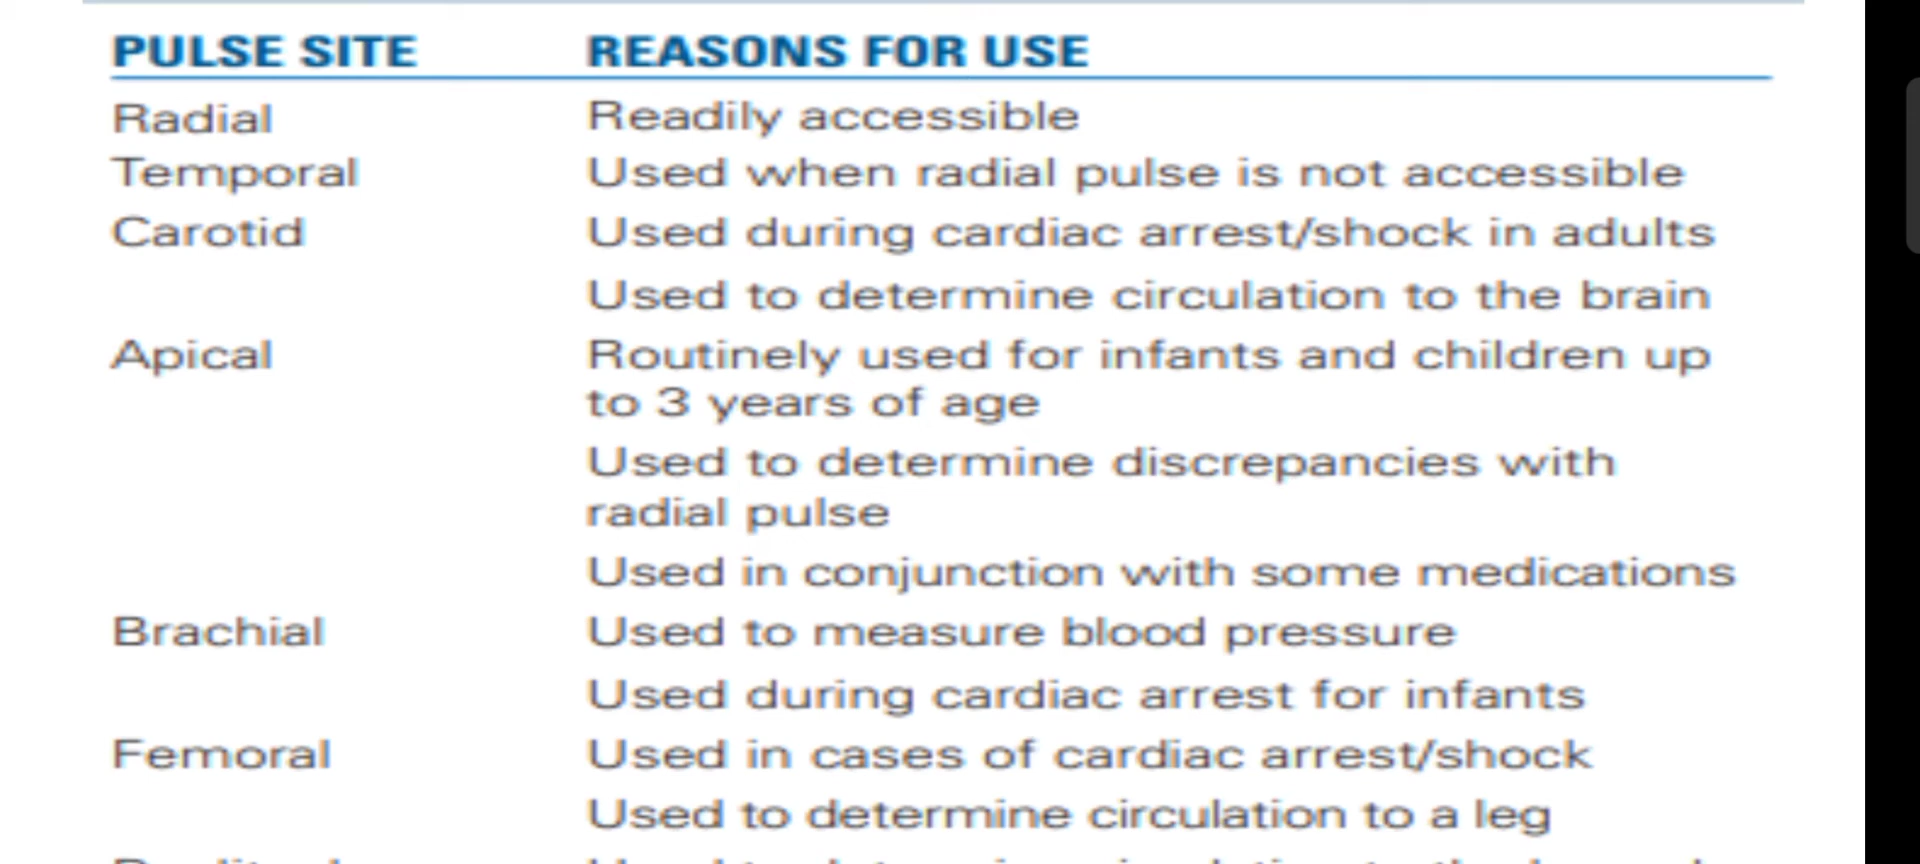 PULSE SITE REASONS FOR USE
Radial Readily accessible
Temporal Used when radial pulse is not accessible
Carotid Used during cardiac arrest/shock in adults
Used to determine circulation to the brain
Apical Routinely used for infants and children up
to 3 years of age
Used to determine discrepancies with
radial pulse
Used in conjunction with some medications
Brachial Used to measure blood pressure
Used during cardiac arrest for infants
Femoral Used in cases of cardiac arrest/shock
Used to determine circulation to a leg